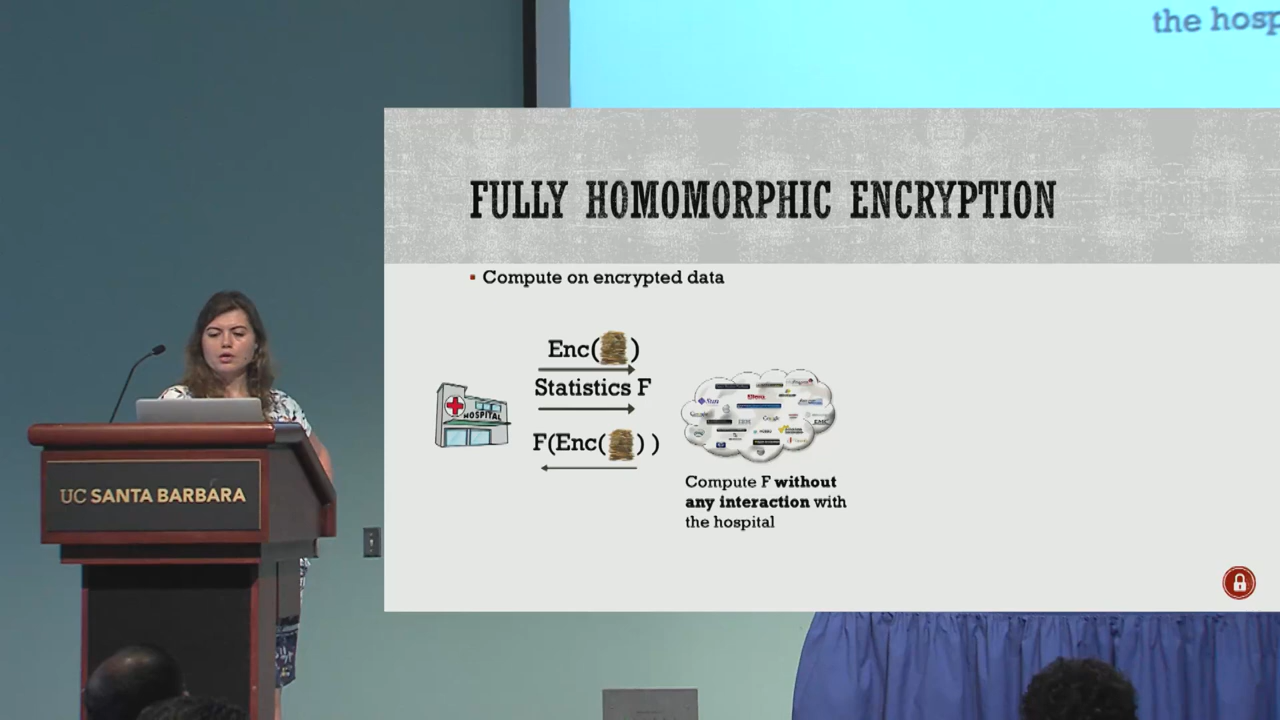 the hosp
FULLY HOMOMORPHIC ENCRYPTION
Compute on encrypted data
Enc( )
Statistics F
F(Enc( ) )
HOSPITAL
Compute F without
any interaction with
the hospital
UC SANTA BARBARA